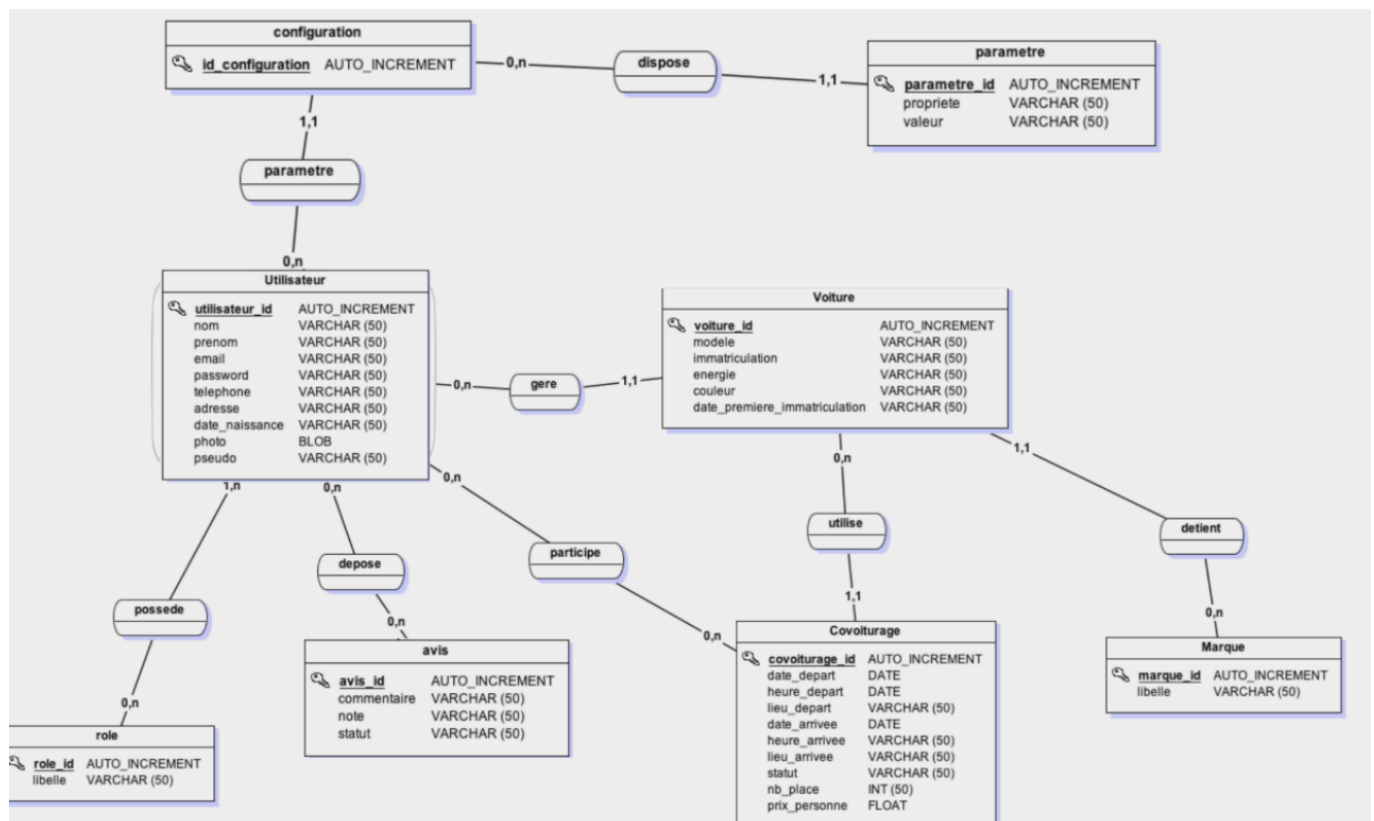 configuration
id_configuration AUTO_INCREMENT
0,n
dispose
1,1
parametre
parametre_id AUTO_INCREMENT
propriete VARCHAR (50)
valeur VARCHAR (50)
1,1
parametre
0,n
Utilisateur
utilisateur_id AUTO_INCREMENT
nom VARCHAR (50)
prenom VARCHAR (50)
email VARCHAR (50)
password VARCHAR (50)
telephone VARCHAR (50)
adresse VARCHAR (50)
date_naissance VARCHAR (50)
photo BLOB
pseudo VARCHAR (50)
0,n
gere
1,1
Voiture
voiture_id AUTO_INCREMENT
modele VARCHAR (50)
immatriculation VARCHAR (50)
energie VARCHAR (50)
couleur VARCHAR (50)
date_premiere_immatriculation VARCHAR (50)
1,n
possede
0,n
role
role_id AUTO_INCREMENT
libelle VARCHAR (50)
0,n
depose
0,n
avis
avis_id AUTO_INCREMENT
commentaire VARCHAR (50)
note VARCHAR (50)
statut VARCHAR (50)
0,n
participe
0,n
0,n
utilise
1,1
Covoiturage
covoiturage_id AUTO_INCREMENT
date_depart DATE
heure_depart DATE
lieu_depart VARCHAR (50)
date_arrivee DATE
heure_arrivee VARCHAR (50)
lieu_arrivee VARCHAR (50)
statut VARCHAR (50)
nb_place INT (50)
prix_personne FLOAT
1,1
detient
0,n
Marque
marque_id AUTO_INCREMENT
libelle VARCHAR (50)